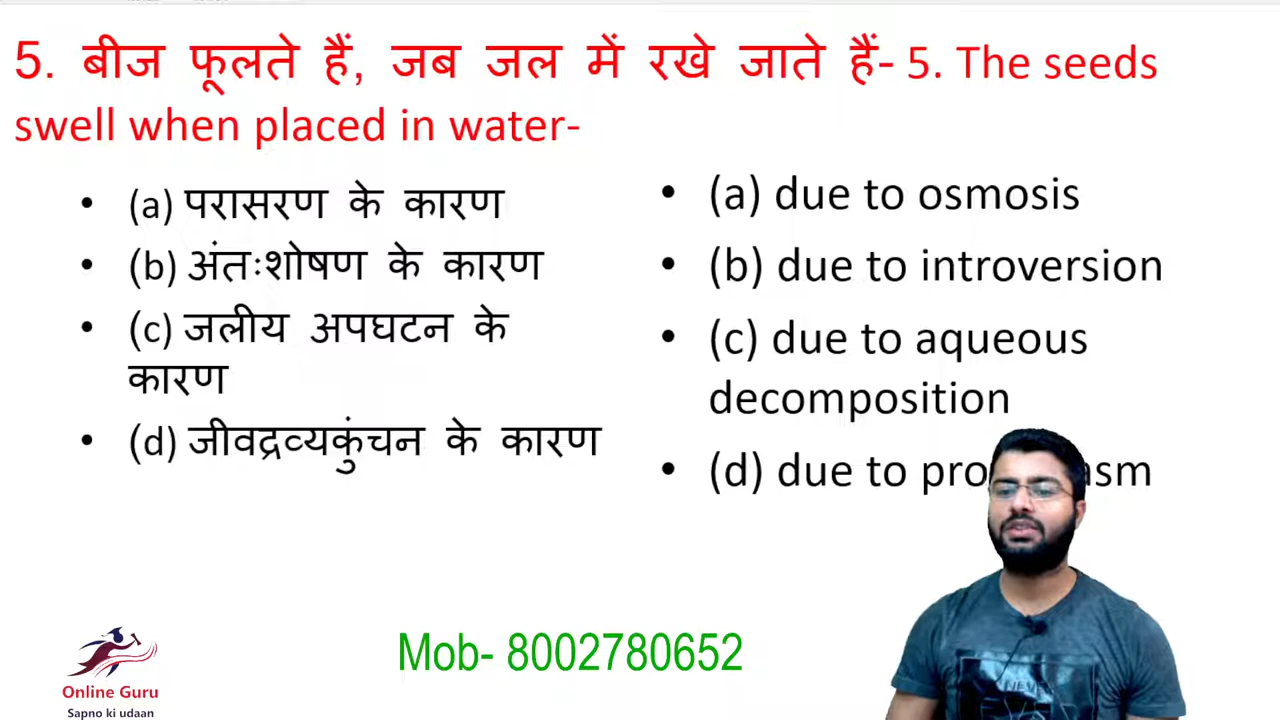 5. बीज फूलते हैं, जब जल में रखे जाते हैं- 5. The seeds
swell when placed in water-
• (a) परासरण के कारण
• (b) अंतःशोषण के कारण
• (c) जलीय अपघटन के
कारण
• (d) जीवद्रव्यकुंचन के कारण
• (a) due to osmosis
• (b) due to introversion
• (c) due to aqueous
decomposition
• (d) due to
Mob- 8002780652
Online Guru
Sapno ki udaan